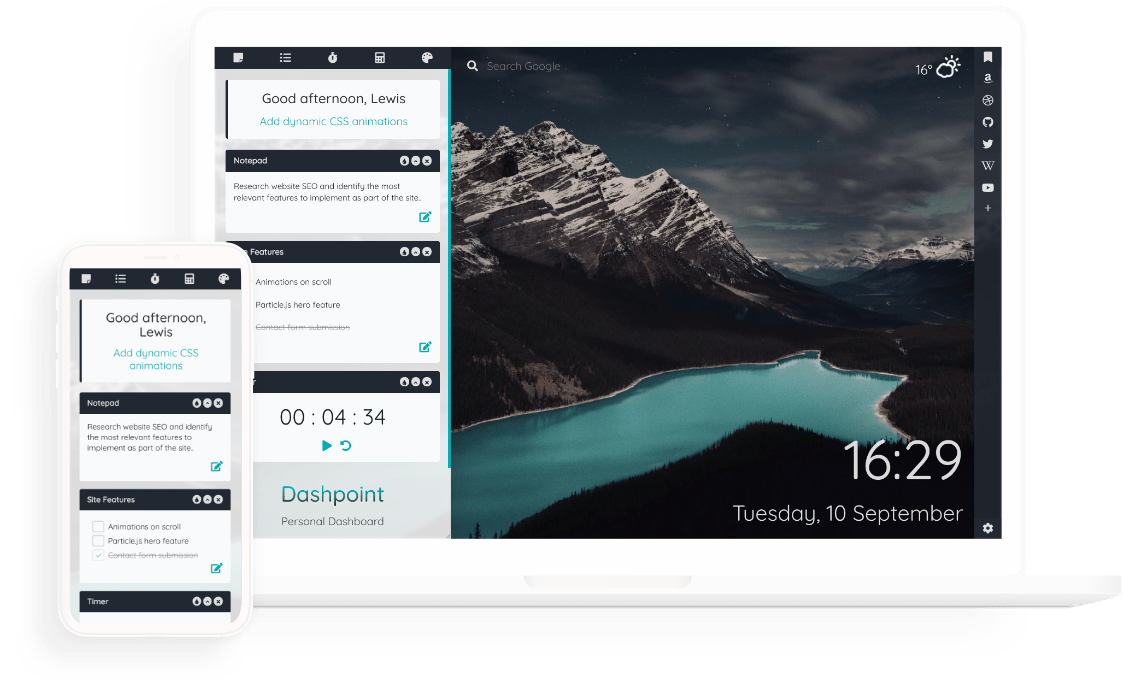 Search Google
16°
Good afternoon, Lewis
Add dynamic CSS animations
Notepad
Research website SEO and identify the most
relevant features to implement as part of the site..
Features
Animations on scroll
Particle.js hero feature
Contact form submission
00 : 04 : 34
Dashpoint
Personal Dashboard
16:29
Tuesday, 10 September
Good afternoon,
Lewis
Add dynamic CSS
animations
Notepad
Research website SEO and identify
the most relevant features to
implement as part of the site..
Site Features
Animations on scroll
Particle.js hero feature
Contact form submission
Timer